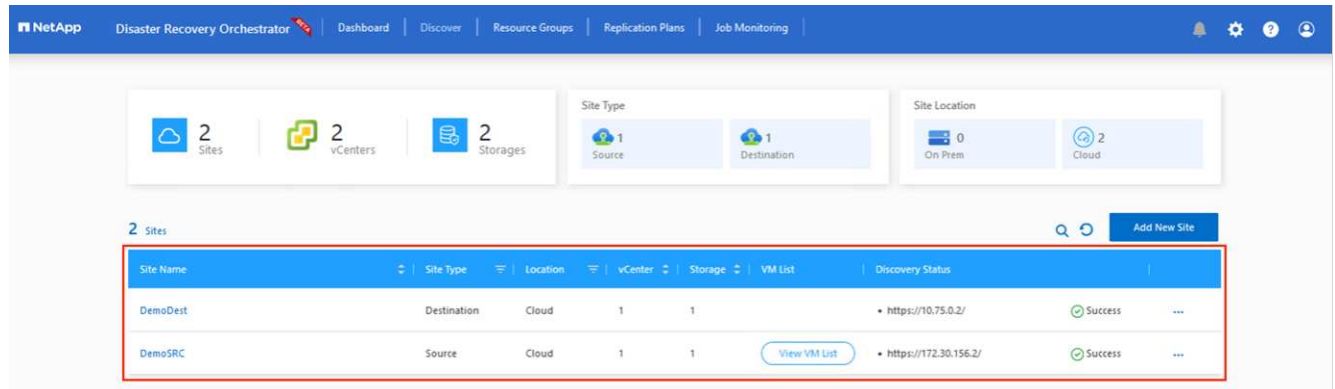 NetApp Disaster Recovery Orchestrator Dashboard Discover Resource Groups Replication Plans Job Monitoring
2 Sites
2 vCenters
2 Storages
Site Type
1 Source
1 Destination
Site Location
0 On Prem
2 Cloud
2 Sites
Add New Site
Site Name Site Type Location vCenter Storage VM List Discovery Status
DemoDest Destination Cloud 1 1 • https://10.75.0.2/ Success ...
DemoSRC Source Cloud 1 1 View VM List • https://172.30.156.2/ Success ...